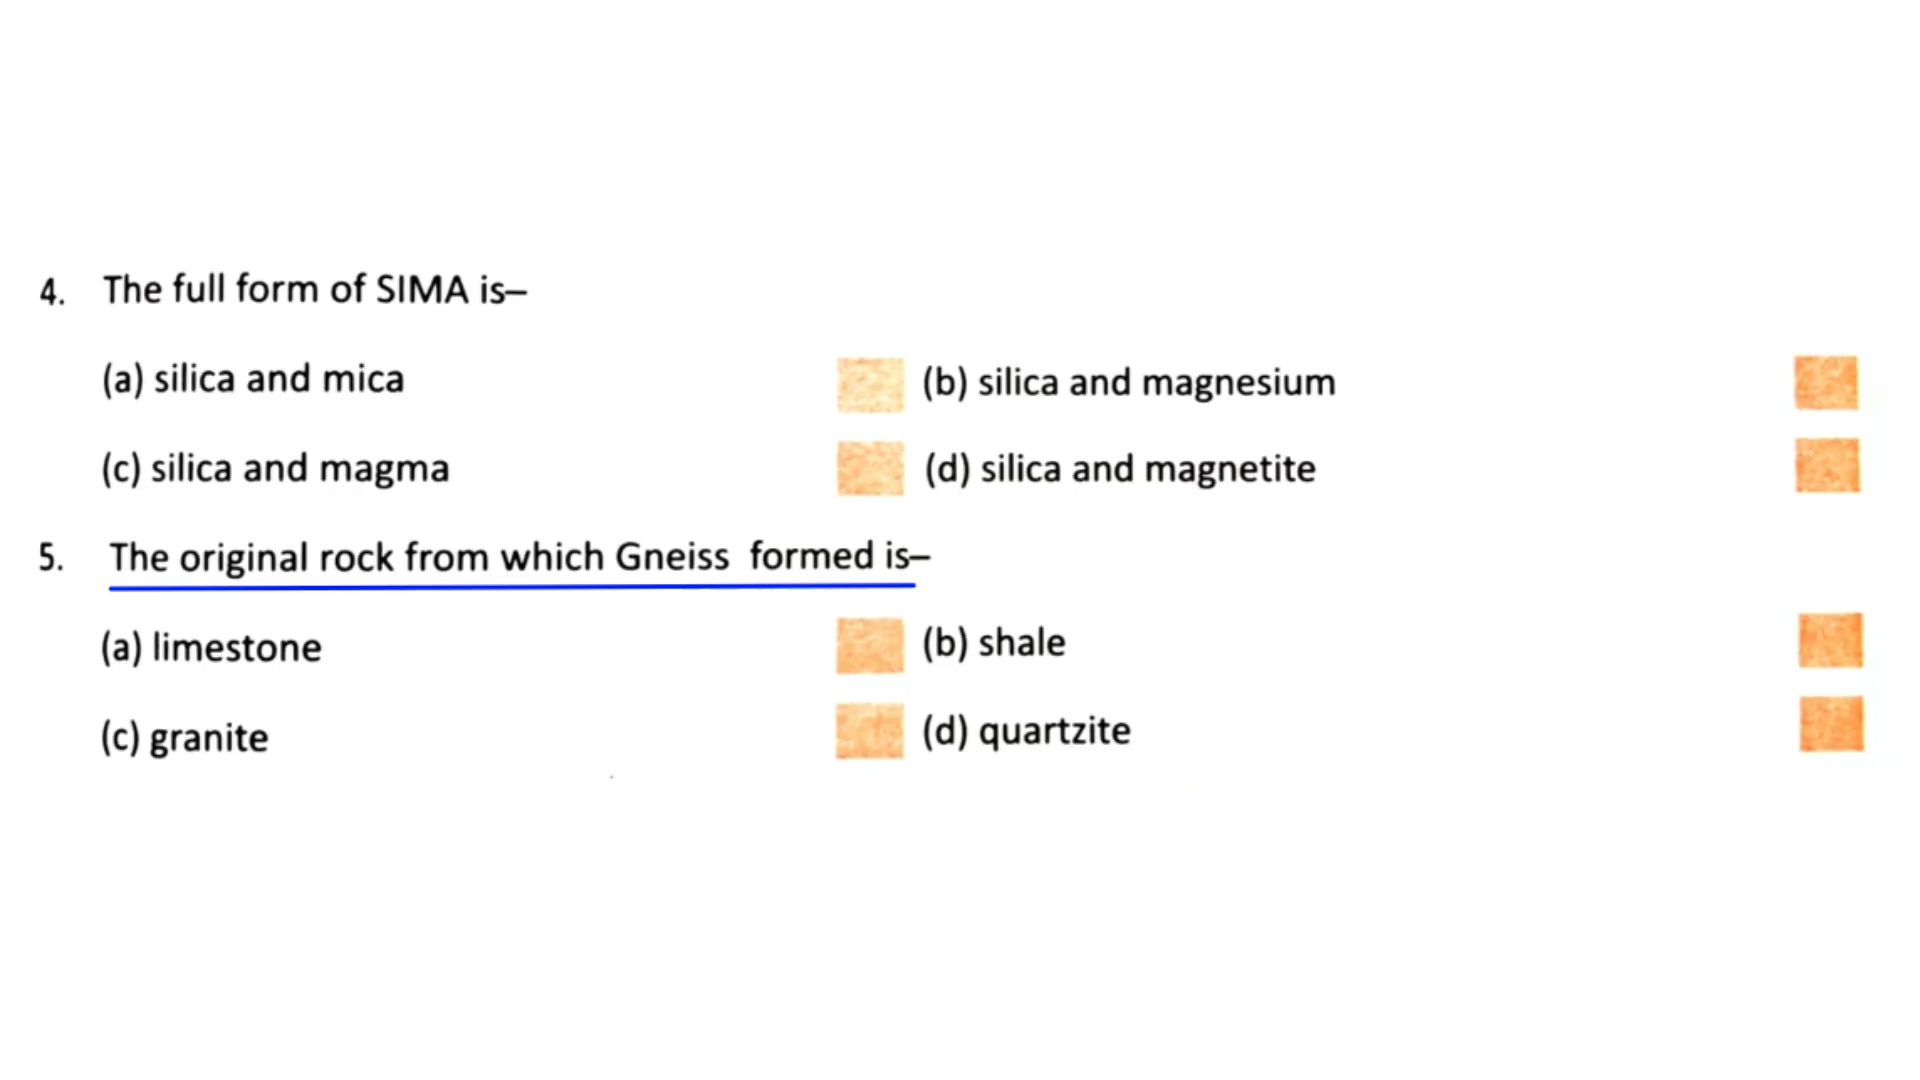 4. The full form of SIMA is–
(a) silica and mica (b) silica and magnesium
(c) silica and magma (d) silica and magnetite
5. The original rock from which Gneiss formed is–
(a) limestone (b) shale
(c) granite (d) quartzite